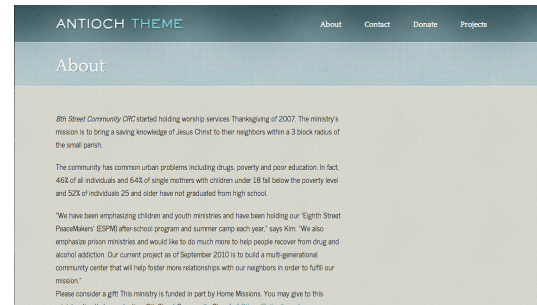 ANTIOCH THEME
About Contact Donate Projects
About
8th Street Community CRC started holding worship services Thanksgiving of 2007. The ministry's
mission is to bring a saving knowledge of Jesus Christ to their neighbors within a 3 block radius of
the small parish.
The community has common urban problems including drugs, poverty and poor education. In fact,
46% of all individuals and 64% of single mothers with children under 18 fall below the poverty level
and 52% of individuals 25 and older have not graduated from high school.
"We have been emphasizing children and youth ministries and have been holding our 'Eighth Street
PeaceMakers' (ESPM) after-school program and summer camp each year," says Kim. "We also
emphasize prison ministries and would like to do much more to help people recover from drug and
alcohol addiction. Our current project as of September 2010 is to build a multi-generational
community center that will help foster more relationships with our neighbors in order to fulfill our
mission."
Please consider a gift! This ministry is funded in part by Home Missions. You may give to this